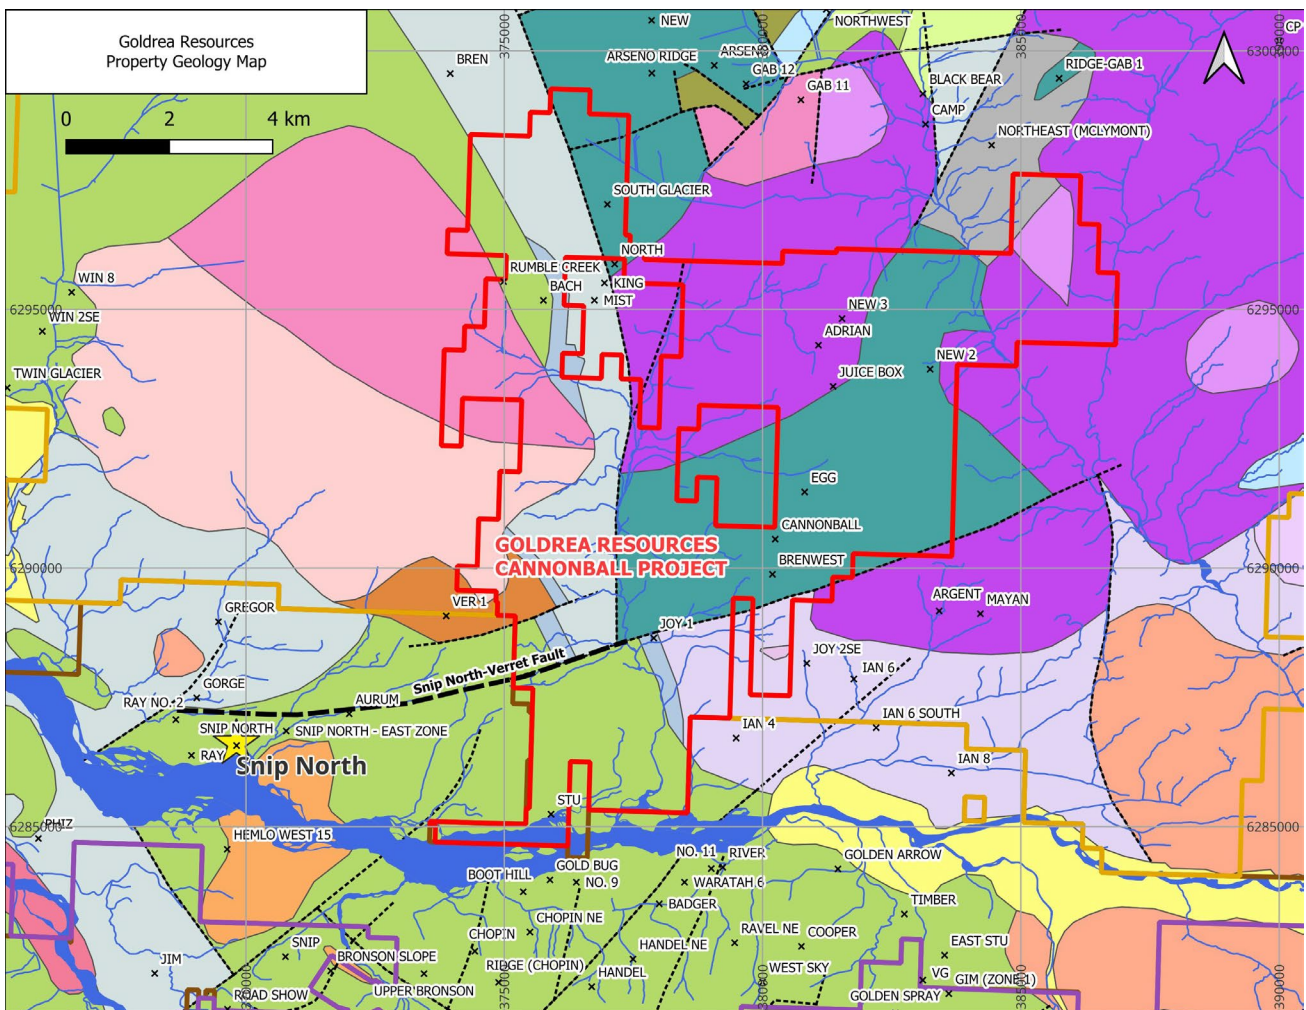 Goldrea Resources
Property Geology Map
0 2 4 km
375000
380000
385000
390000
CP
6300000
NEW
NORTHWEST
BREN
ARSENO RIDGE
ARSENO
GAB 12
GAB 11
BLACK BEAR
RIDGE-GAB 1
CAMP
NORTHEAST (MCLYMONT)
SOUTH GLACIER
NORTH
RUMBLE CREEK
KING
BACH
MIST
WIN 8
6295000
6295000
WIN 2SE
NEW 3
ADRIAN
TWIN GLACIER
JUICE BOX
NEW 2
EGG
CANNONBALL
GOLDREA RESOURCES
CANNONBALL PROJECT
BRENWEST
6290000
6290000
VER 1
GREGOR
ARGENT
MAYAN
JOY 1
Snip North-Verret Fault
JOY 2SE
IAN 6
GORGE
RAY NO. 2
AURUM
SNIP NORTH
SNIP NORTH - EAST ZONE
IAN 4
IAN 6 SOUTH
RAY
Snip North
IAN 8
STU
6285000
6285000
PHIZ
HEMLO WEST 15
NO. 11
RIVER
GOLDEN ARROW
GOLD BUG
BOOT HILL
NO. 9
WARATAH 6
BADGER
TIMBER
CHOPIN NE
CHOPIN
HANDEL NE
RAVEL NE
COOPER
EAST STU
SNIP
BRONSON SLOPE
JIM
RIDGE (CHOPIN)
HANDEL
WEST SKY
VG
GIM (ZONE 1)
UPPER BRONSON
GOLDEN SPRAY
ROAD SHOW
375000
380000
385000
390000